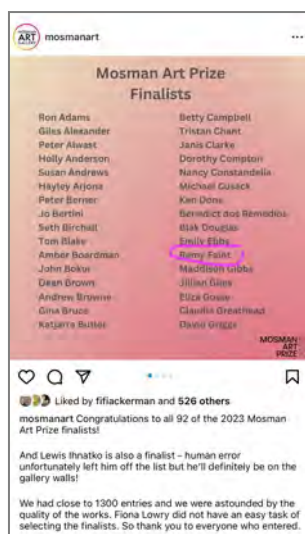 MOSMAN
ART
GALLERY
mosmanart
Mosman Art Prize
Finalists
Ron Adams
Giles Alexander
Peter Alwast
Holly Anderson
Susan Andrews
Hayley Arjona
Peter Berner
Jo Bertini
Seth Birchall
Tom Blake
Amber Boardman
John Bokor
Dean Brown
Andrew Browne
Gina Bruce
Katjarra Butler
Betty Campbell
Tristan Chant
Janis Clarke
Dorothy Compton
Nancy Constandelia
Michael Cusack
Ken Done
Benedict dos Remedios
Blak Douglas
Emily Ebbs
Remy Faint
Maddison Gibbs
Jillian Giles
Eliza Gosse
Claudia Greathead
David Griggs
MOSMAN
ART
PRIZE
Liked by fifiackerman and 526 others
mosmanart Congratulations to all 92 of the 2023 Mosman
Art Prize finalists!
And Lewis Ihnatko is also a finalist - human error
unfortunately left him off the list but he'll definitely be on the
gallery walls!
We had close to 1300 entries and we were astounded by the
quality of the works. Fiona Lowry did not have an easy task of
selecting the finalists. So thank you to everyone who entered.